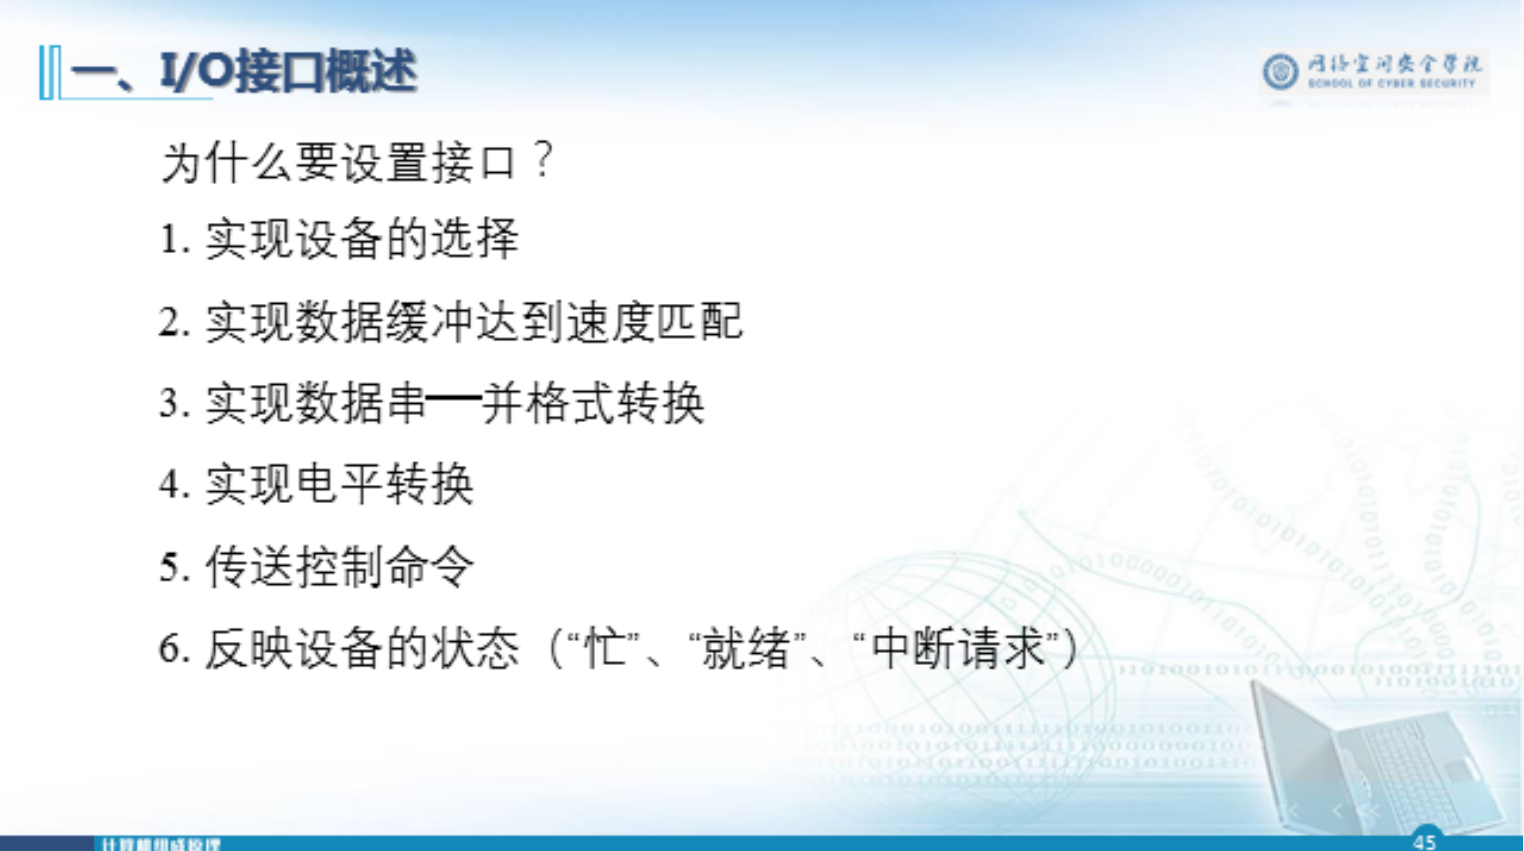 一、I/O接口概述
网络空间安全学院
SCHOOL OF CYBER SECURITY
为什么要设置接口？
1. 实现设备的选择
2. 实现数据缓冲达到速度匹配
3. 实现数据串━━并格式转换
4. 实现电平转换
5. 传送控制命令
6. 反映设备的状态（“忙”、“就绪”、“中断请求”）
计算机组成原理
45